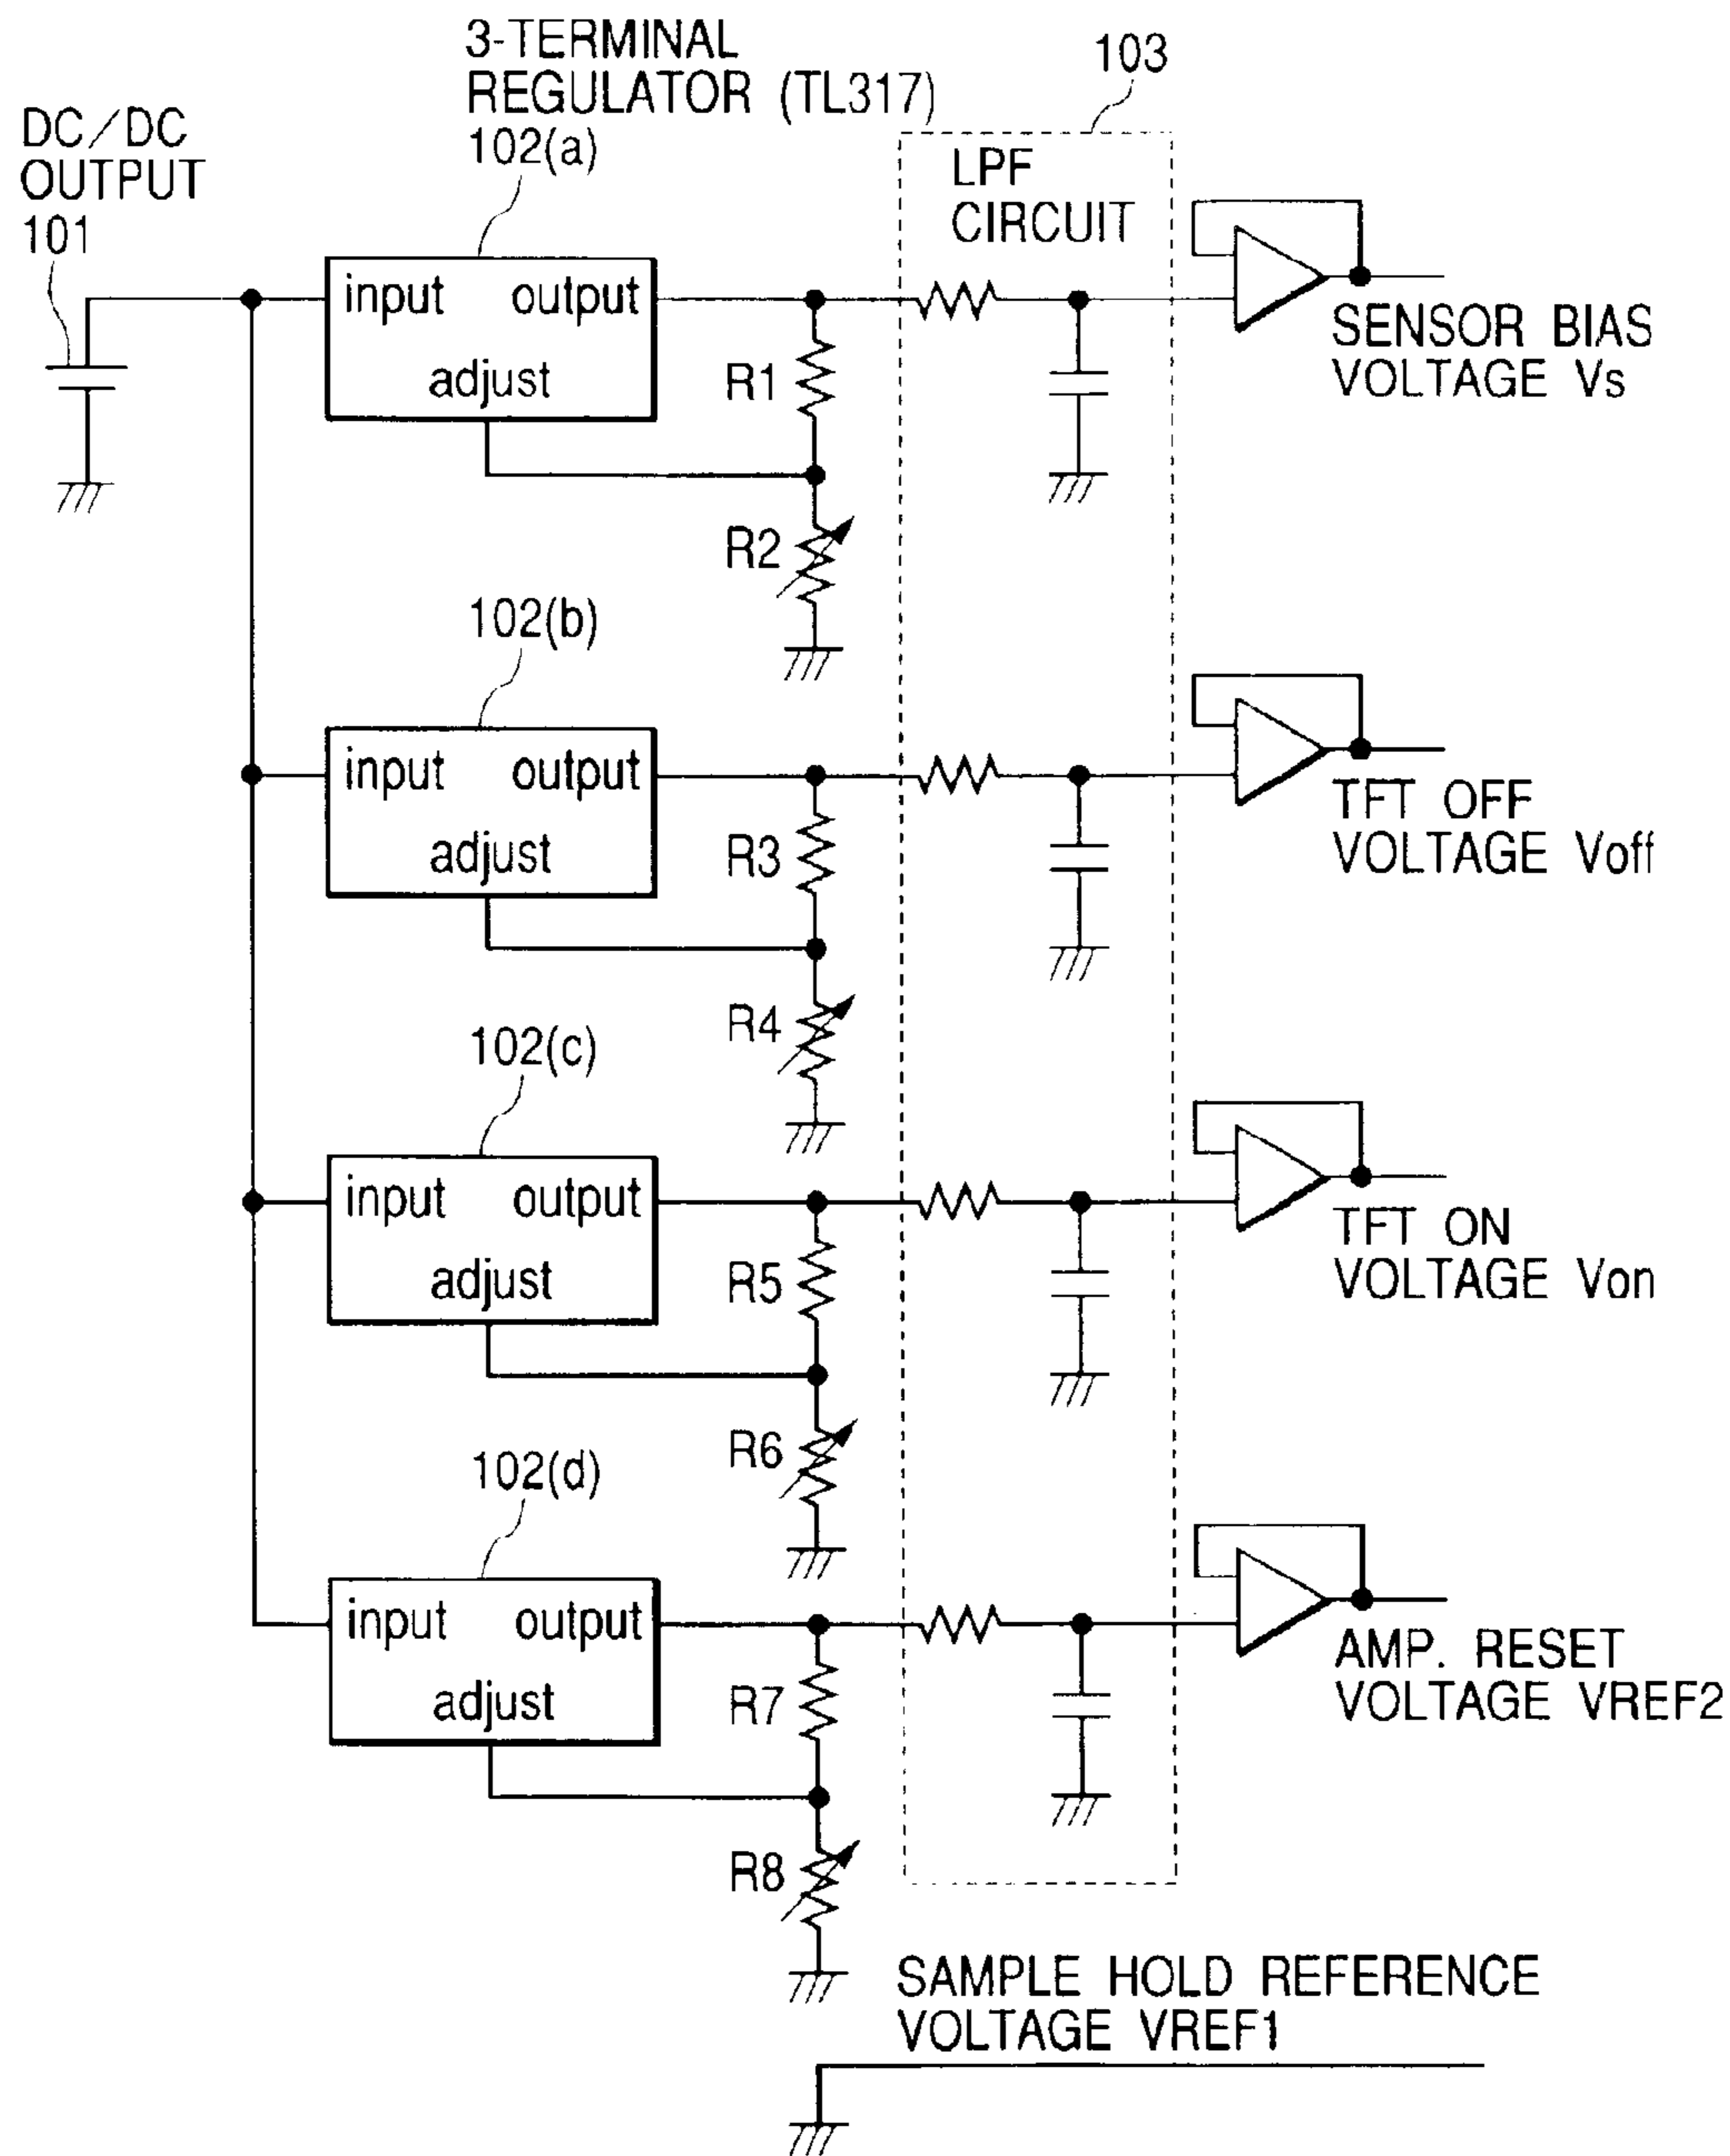 3-TERMINAL
REGULATOR (TL317)
102(a)
103
DC/DC
OUTPUT
101
LPF
CIRCUIT
input output
adjust
R1
R2
SENSOR BIAS
VOLTAGE Vs
102(b)
input output
adjust
R3
R4
TFT OFF
VOLTAGE Voff
102(c)
input output
adjust
R5
R6
TFT ON
VOLTAGE Von
102(d)
input output
adjust
R7
R8
AMP. RESET
VOLTAGE VREF2
SAMPLE HOLD REFERENCE
VOLTAGE VREF1